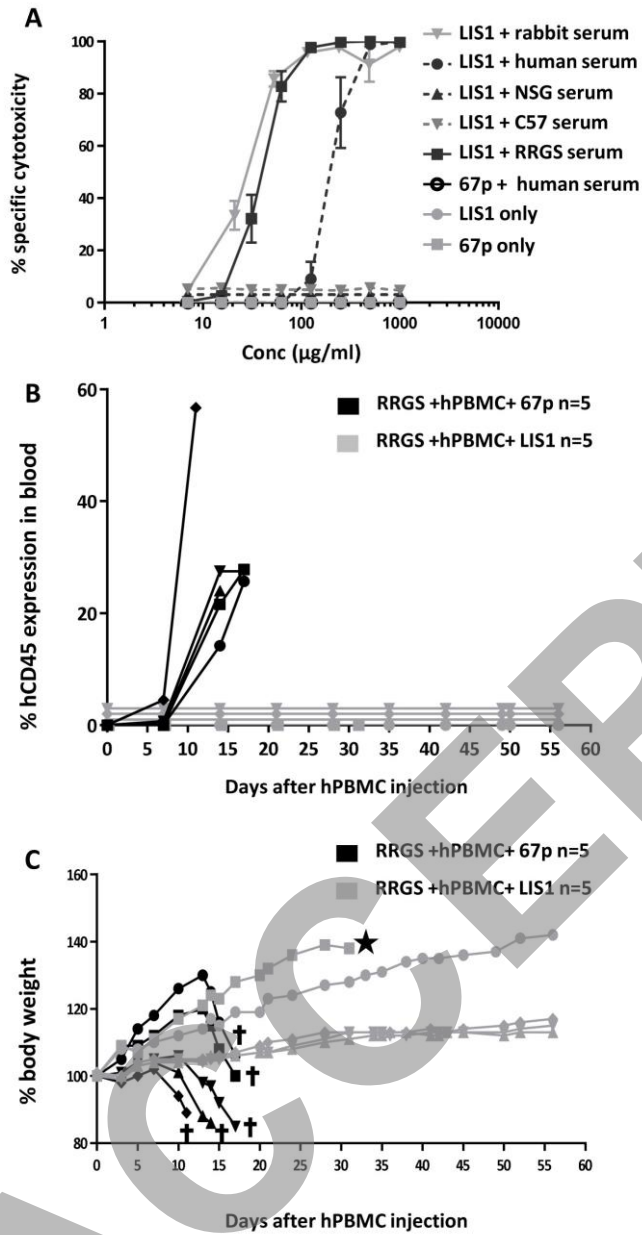 A
% specific cytotoxicity
100
80
60
40
20
0
1
10
100
1000
10000
Conc (µg/ml)
LIS1 + rabbit serum
LIS1 + human serum
LIS1 + NSG serum
LIS1 + C57 serum
LIS1 + RRGS serum
67p + human serum
LIS1 only
67p only
B
% hCD45 expression in blood
60
40
20
0
0 5 10 15 20 25 30 35 40 45 50 55 60
Days after hPBMC injection
RRGS +hPBMC+ 67p n=5
RRGS +hPBMC+ LIS1 n=5
C
% body weight
160
140
120
100
80
0 5 10 15 20 25 30 35 40 45 50 55 60
Days after hPBMC injection
RRGS +hPBMC+ 67p n=5
RRGS +hPBMC+ LIS1 n=5